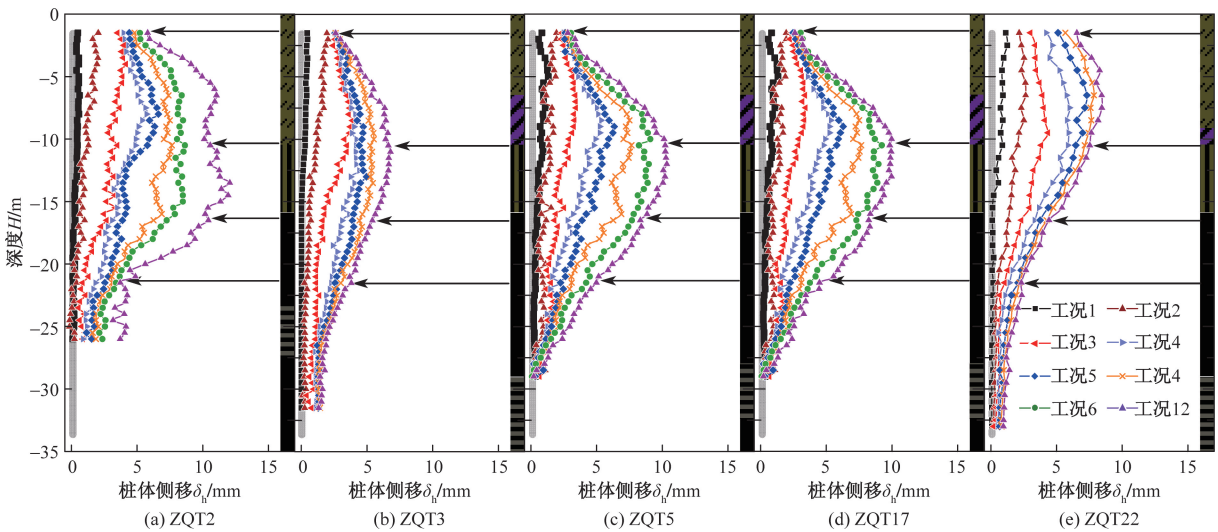 0
−5
−10
−15
−20
−25
−30
−35
深度H/m
0 5 10 15
0 5 10 15
0 5 10 15
0 5 10 15
0 5 10 15
工况1 工况2
工况3 工况4
工况5 工况4
工况6 工况12
桩体侧移δh/mm
桩体侧移δh/mm
桩体侧移δh/mm
桩体侧移δh/mm
桩体侧移δh/mm
(a) ZQT2
(b) ZQT3
(c) ZQT5
(d) ZQT17
(e) ZQT22